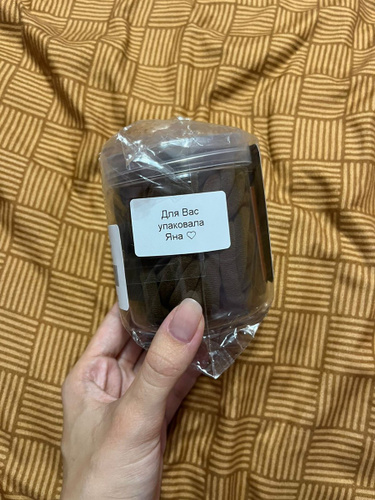 Для Вас
упаковала
Яна ♡